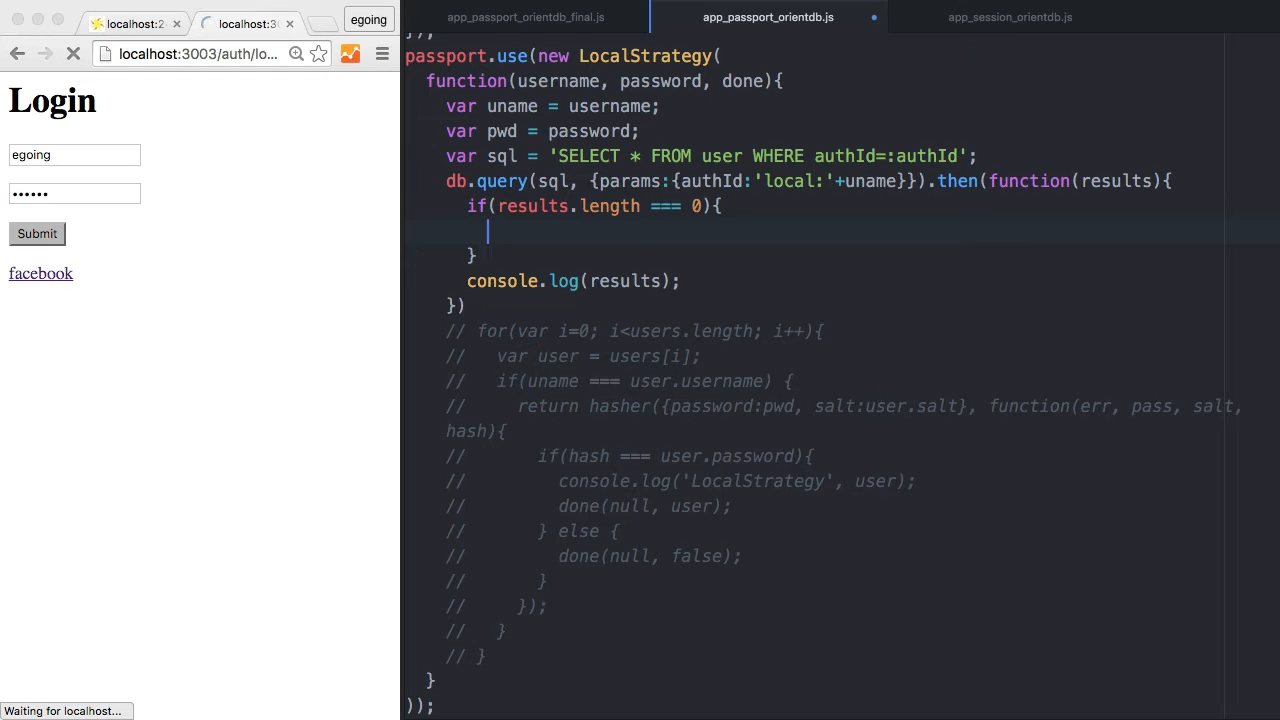 localhost:2
localhost:30
egoing
localhost:3003/auth/lo...
Login
egoing
••••••
Submit
facebook
Waiting for localhost...
app_passport_orientdb_final.js
app_passport_orientdb.js
app_session_orientdb.js
});
passport.use(new LocalStrategy(
function(username, password, done){
var uname = username;
var pwd = password;
var sql = 'SELECT * FROM user WHERE authId=:authId';
db.query(sql, {params:{authId:'local:'+uname}}).then(function(results){
if(results.length === 0){
}
console.log(results);
})
// for(var i=0; i<users.length; i++){
//   var user = users[i];
//   if(uname === user.username) {
//     return hasher({password:pwd, salt:user.salt}, function(err, pass, salt,
hash){
//       if(hash === user.password){
//         console.log('LocalStrategy', user);
//         done(null, user);
//       } else {
//         done(null, false);
//       }
//     });
//   }
// }
}
));